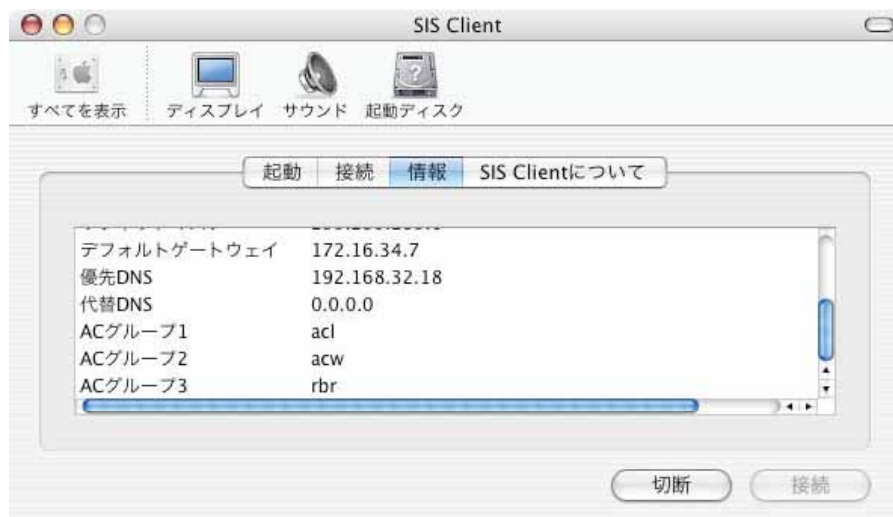 SIS Client
すべてを表示 ディスプレイ サウンド 起動ディスク
起動 接続 情報 SIS Clientについて
デフォルトゲートウェイ 172.16.34.7
優先DNS 192.168.32.18
代替DNS 0.0.0.0
ACグループ1 acl
ACグループ2 acw
ACグループ3 rbr
切断 接続